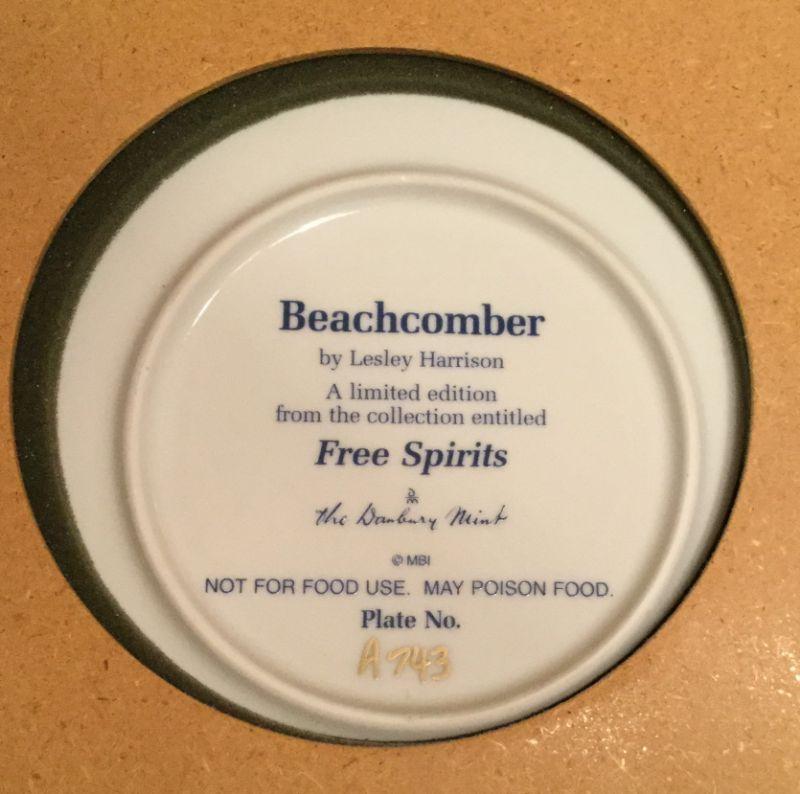 Beachcomber
by Lesley Harrison
A limited edition
from the collection entitled
Free Spirits
the Danbury Mint
© MBI
NOT FOR FOOD USE. MAY POISON FOOD.
Plate No.
A743